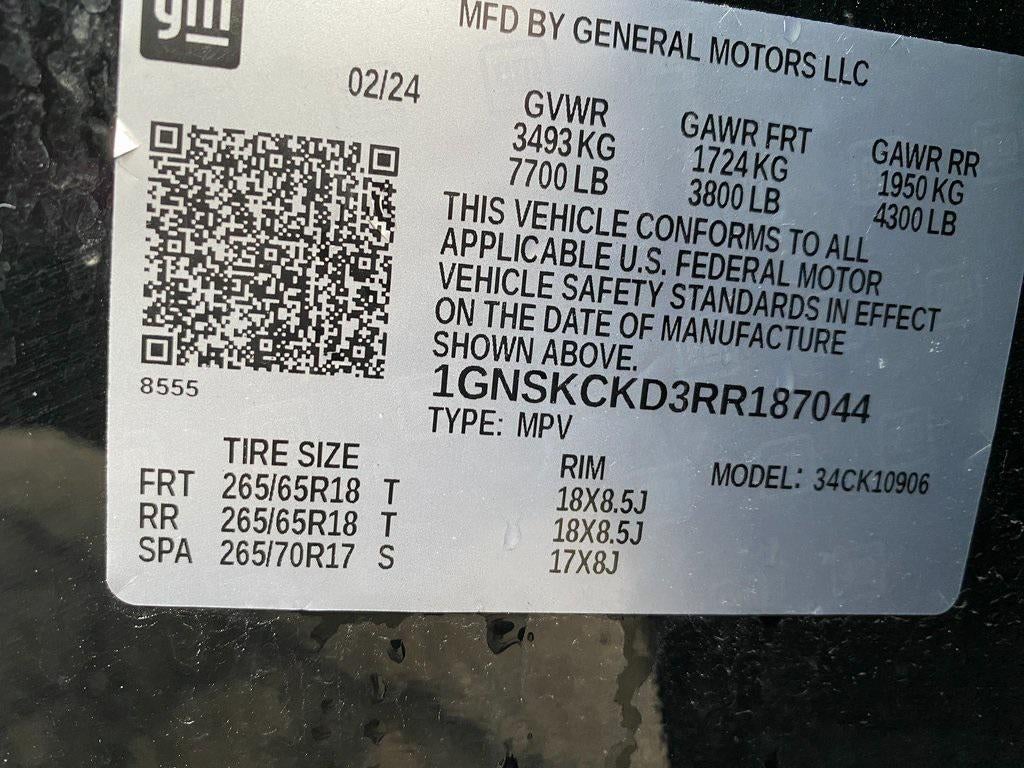 gm
MFD BY GENERAL MOTORS LLC
02/24
GVWR GAWR FRT GAWR RR
3493 KG 1724 KG 1950 KG
7700 LB 3800 LB 4300 LB
THIS VEHICLE CONFORMS TO ALL
APPLICABLE U.S. FEDERAL MOTOR
VEHICLE SAFETY STANDARDS IN EFFECT
ON THE DATE OF MANUFACTURE
SHOWN ABOVE.
8555
1GNSKCKD3RR187044
TYPE: MPV
TIRE SIZE RIM MODEL: 34CK10906
FRT 265/65R18 T 18X8.5J
RR 265/65R18 T 18X8.5J
SPA 265/70R17 S 17X8J